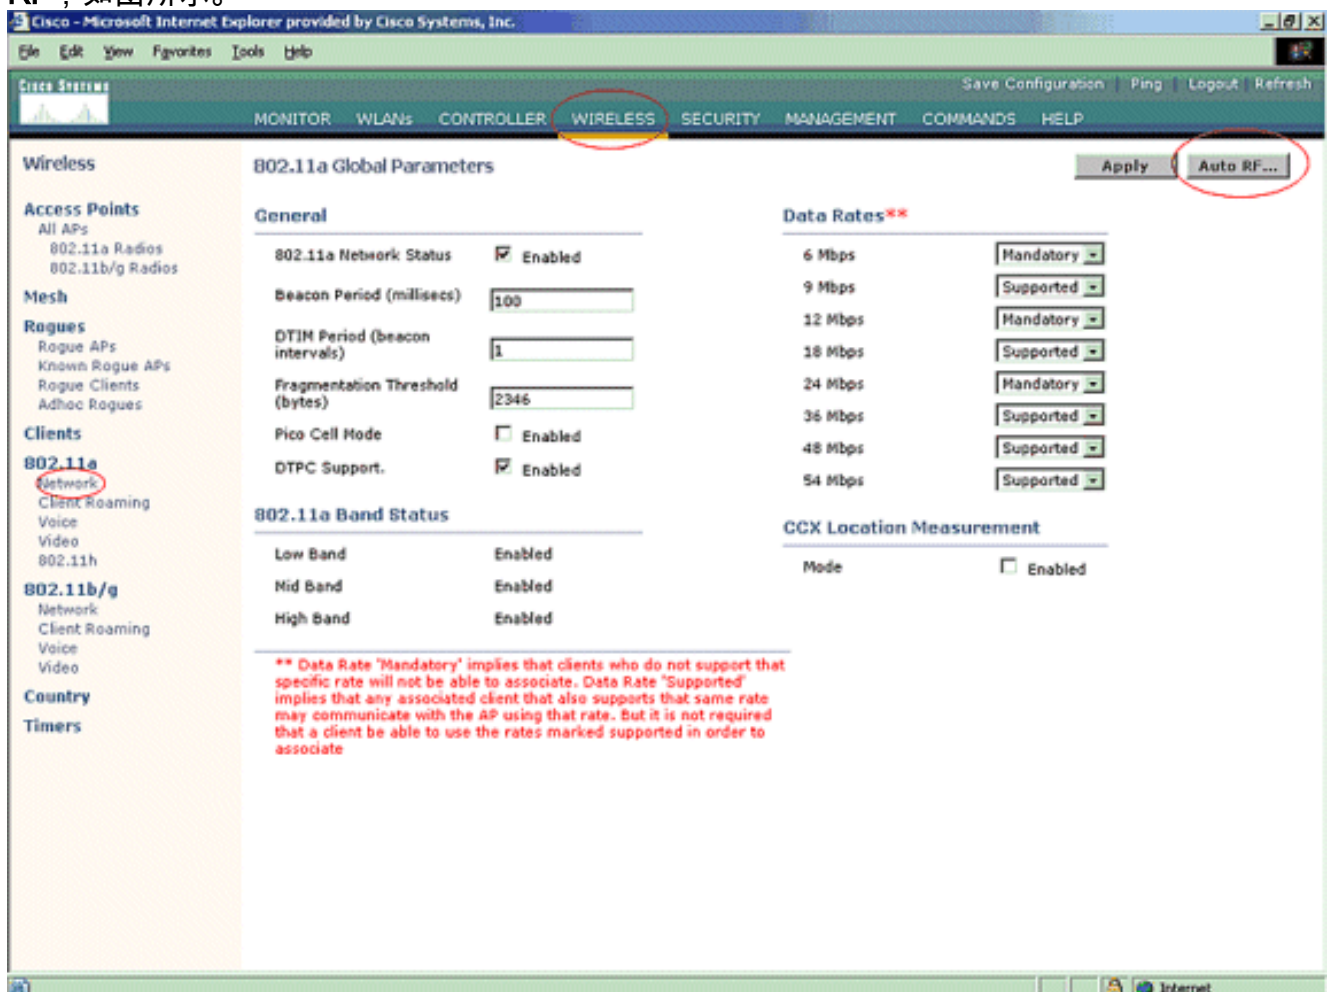 RF，如图所示。
Cisco - Microsoft Internet Explorer provided by Cisco Systems, Inc.
File Edit View Favorites Tools Help
Cisco Systems
Save Configuration | Ping | Logout | Refresh
MONITOR WLANs CONTROLLER WIRELESS SECURITY MANAGEMENT COMMANDS HELP
Wireless
Access Points
All APs
802.11a Radios
802.11b/g Radios
Mesh
Rogues
Rogue APs
Known Rogue APs
Rogue Clients
Adhoc Rogues
Clients
802.11a
Network
Client Roaming
Voice
Video
802.11h
802.11b/g
Network
Client Roaming
Voice
Video
Country
Timers
802.11a Global Parameters
Apply
Auto RF...
General
802.11a Network Status Enabled
Beacon Period (millisecs) 100
DTIM Period (beacon
intervals) 1
Fragmentation Threshold
(bytes) 2346
Pico Cell Mode Enabled
DTPC Support. Enabled
802.11a Band Status
Low Band Enabled
Mid Band Enabled
High Band Enabled
** Data Rate 'Mandatory' implies that clients who do not support that
specific rate will not be able to associate. Data Rate 'Supported'
implies that any associated client that also supports that same rate
may communicate with the AP using that rate. But it is not required
that a client be able to use the rates marked supported in order to
associate
Data Rates**
6 Mbps Mandatory
9 Mbps Supported
12 Mbps Mandatory
18 Mbps Supported
24 Mbps Mandatory
36 Mbps Supported
48 Mbps Supported
54 Mbps Supported
CCX Location Measurement
Mode Enabled
Internet